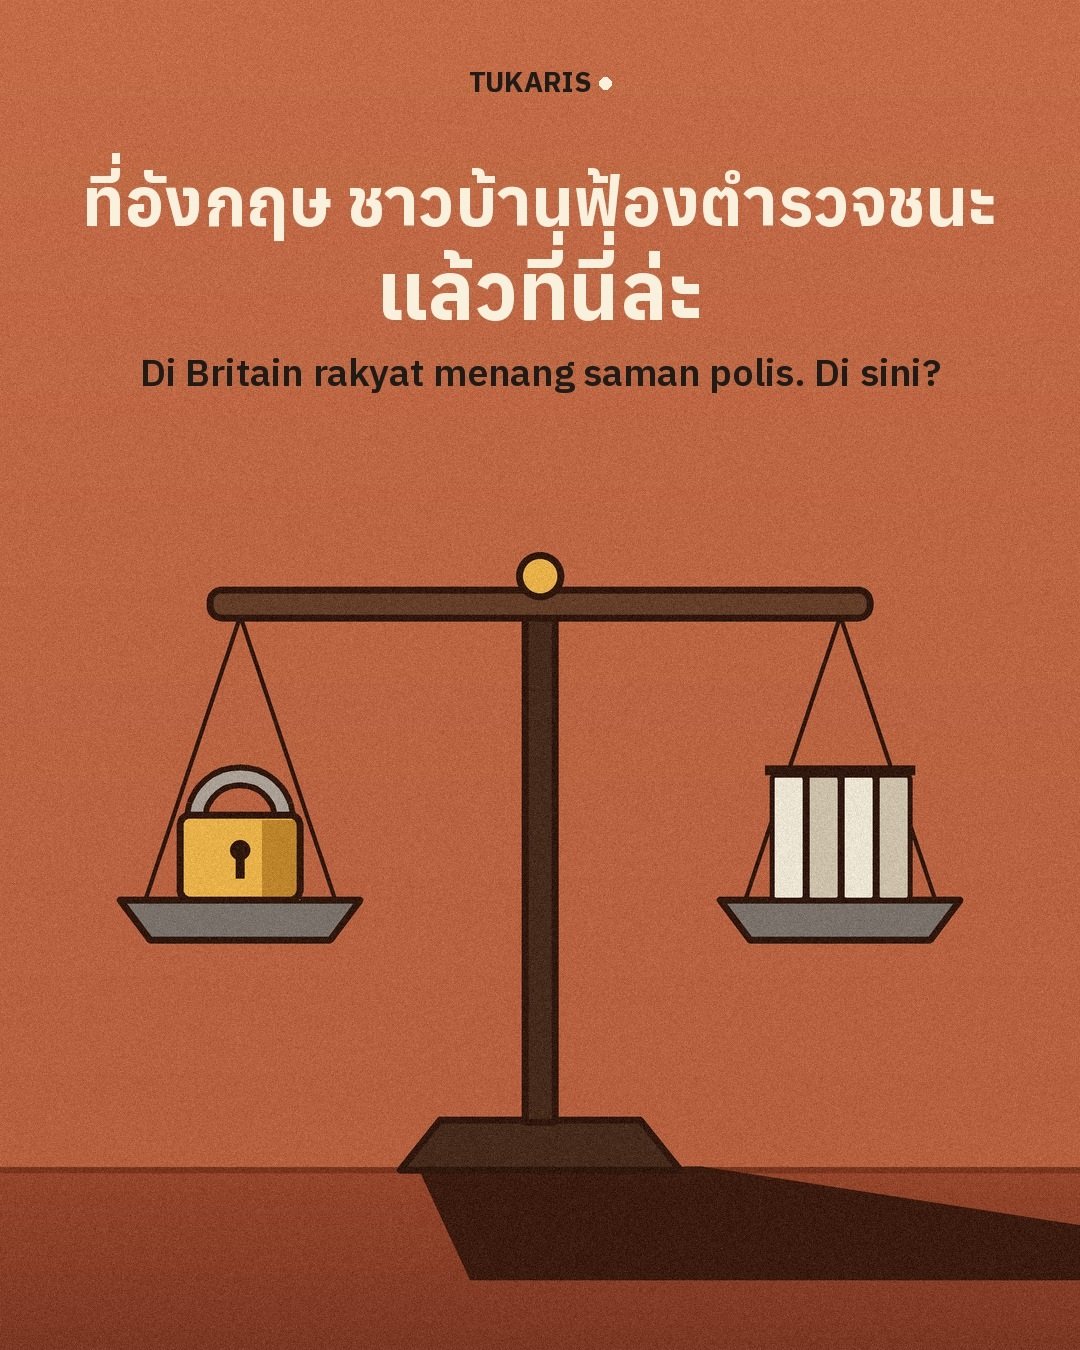 TUKARIS
ที่อังกฤษ ชาวบ้านฟ้องตำรวจชนะ
แล้วที่นี่ล่ะ
Di Britain rakyat menang saman polis. Di sini?